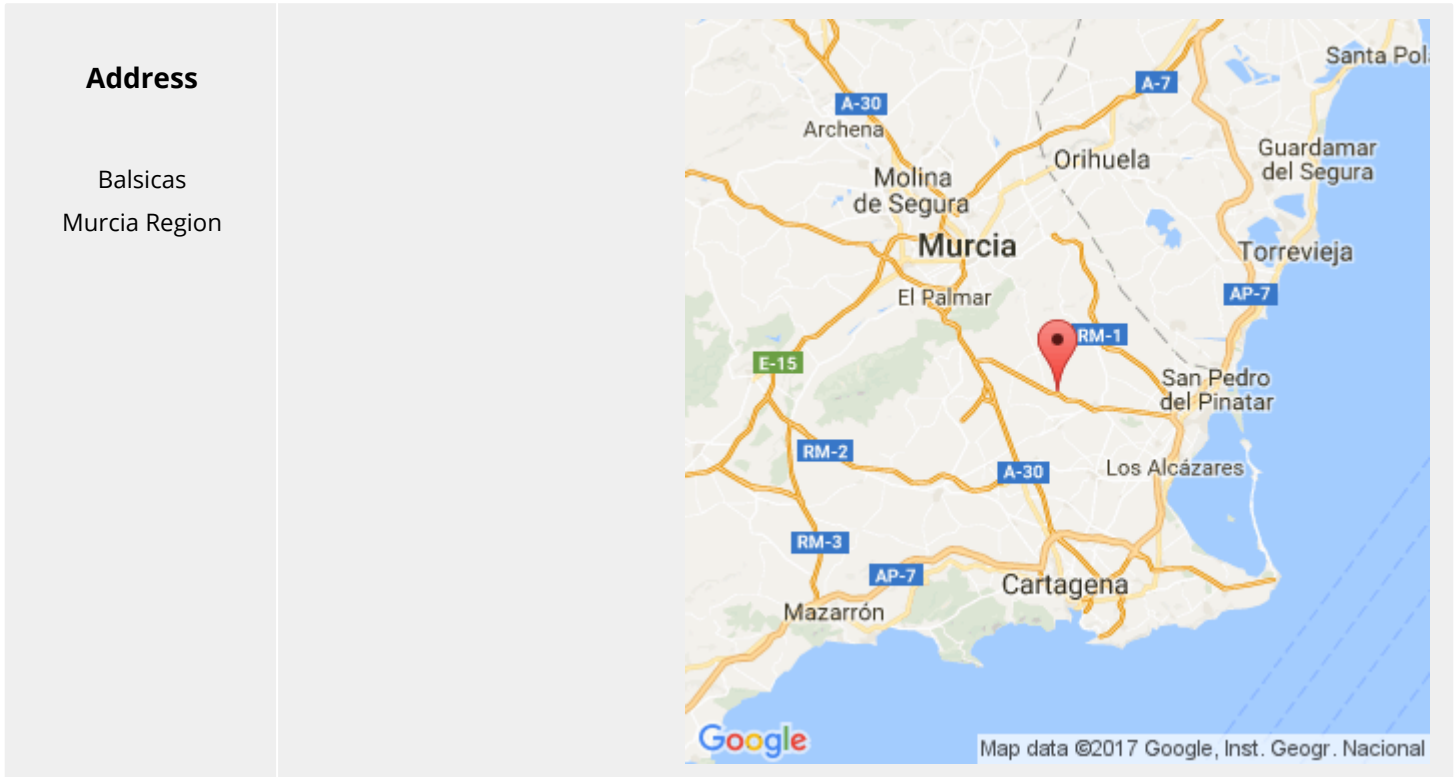 Address
Balsicas
Murcia Region
Santa Pol
A-7
A-30
Archena
Orihuela
Guardamar
del Segura
Molina
de Segura
Murcia
Torrevieja
El Palmar
AP-7
RM-1
E-15
San Pedro
del Pinatar
RM-2
A-30
Los Alcázares
RM-3
AP-7
Cartagena
Mazarrón
Google
Map data ©2017 Google, Inst. Geogr. Nacional